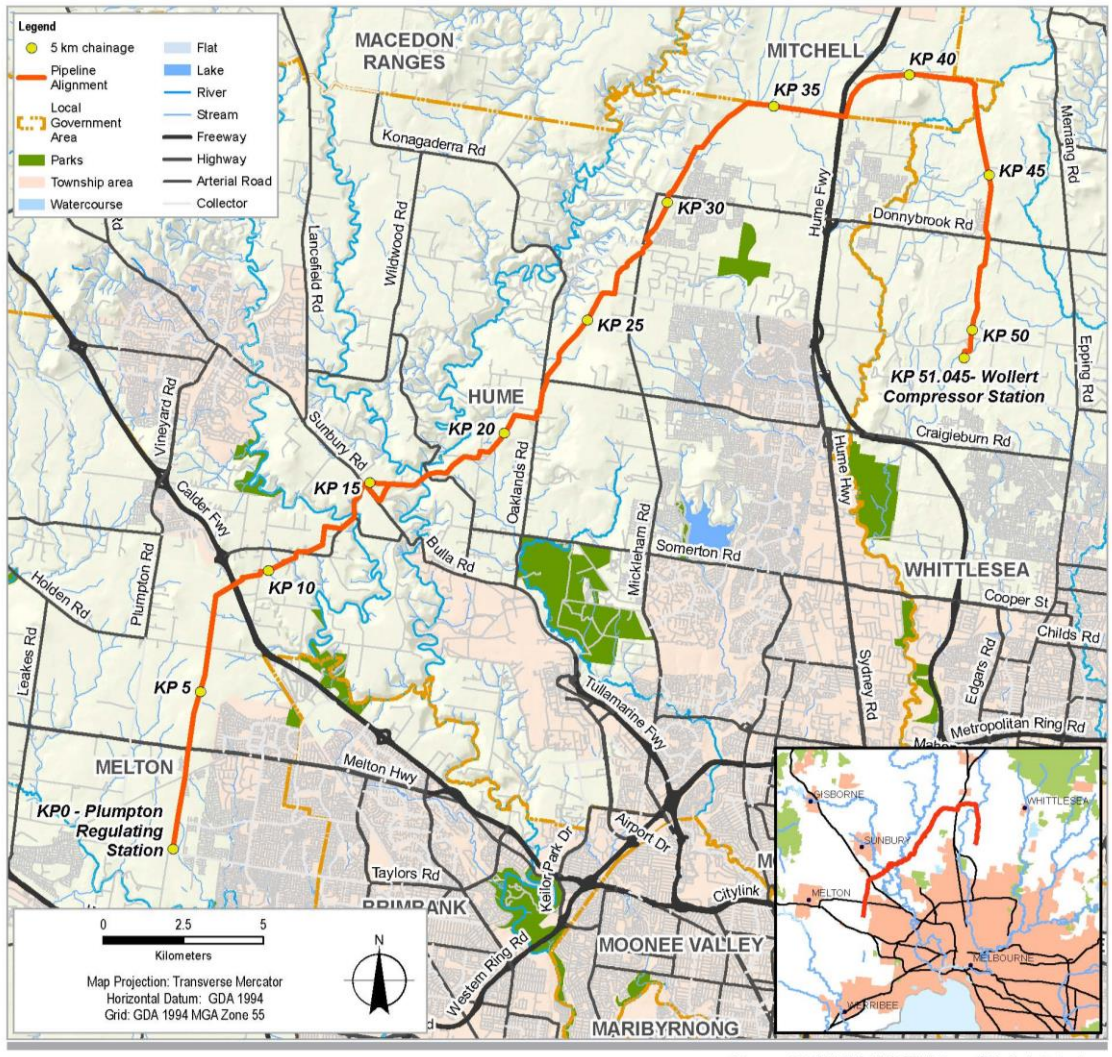 Legend
5 km chainage
Pipeline
Alignment
Local
Government
Area
Parks
Township area
Watercourse
Flat
Lake
River
Stream
Freeway
Highway
Arterial Road
Collector
MACEDON
RANGES
MITCHELL
KP 40
KP 35
Konagaderra Rd
Merriang Rd
KP 45
Rd
Lancefield Rd
Wildwood Rd
KP 30
Hume Fwy
Donnybrook Rd
KP 25
KP 50
KP 51.045- Wollert
Compressor Station
Epping Rd
Vineyard Rd
HUME
Sunbury Rd
KP 20
Craigieburn Rd
Oaklands Rd
Hume Hwy
KP 15
Calder Fwy
Bulla Rd
Mickleham Rd
Somerton Rd
WHITTLESEA
Plumpton Rd
Holden Rd
KP 10
Cooper St
Childs Rd
Leakes Rd
KP 5
Sydney Rd
Edgars Rd
Tullamarine Fwy
Metropolitan Ring Rd
MELTON
Melton Hwy
KP0 - Plumpton
Regulating
Station
Airport Dr
Keilor Park Dr
Taylors Rd
Citylink
BRIMBANK
Western Ring Rd
MOONEE VALLEY
MARIBYRNONG
0 2.5 5
Kilometers
Map Projection: Transverse Mercator
Horizontal Datum: GDA 1994
Grid: GDA 1994 MGA Zone 55
N
GISBORNE
WHITTLESEA
SUNBURY
MELTON
MELBOURNE
WERRIBEE